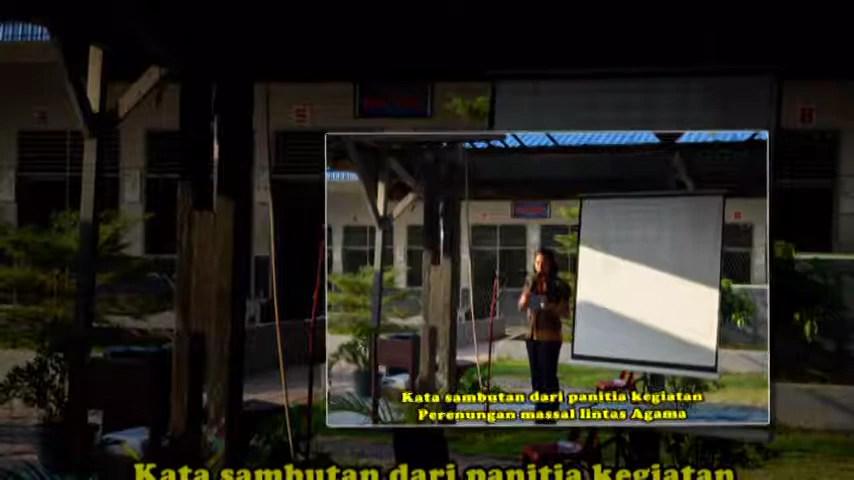 Kata sambutan dari panitia kegiatan
Perenungan massal lintas Agama
Kata sambutan dari panitia kegiatan